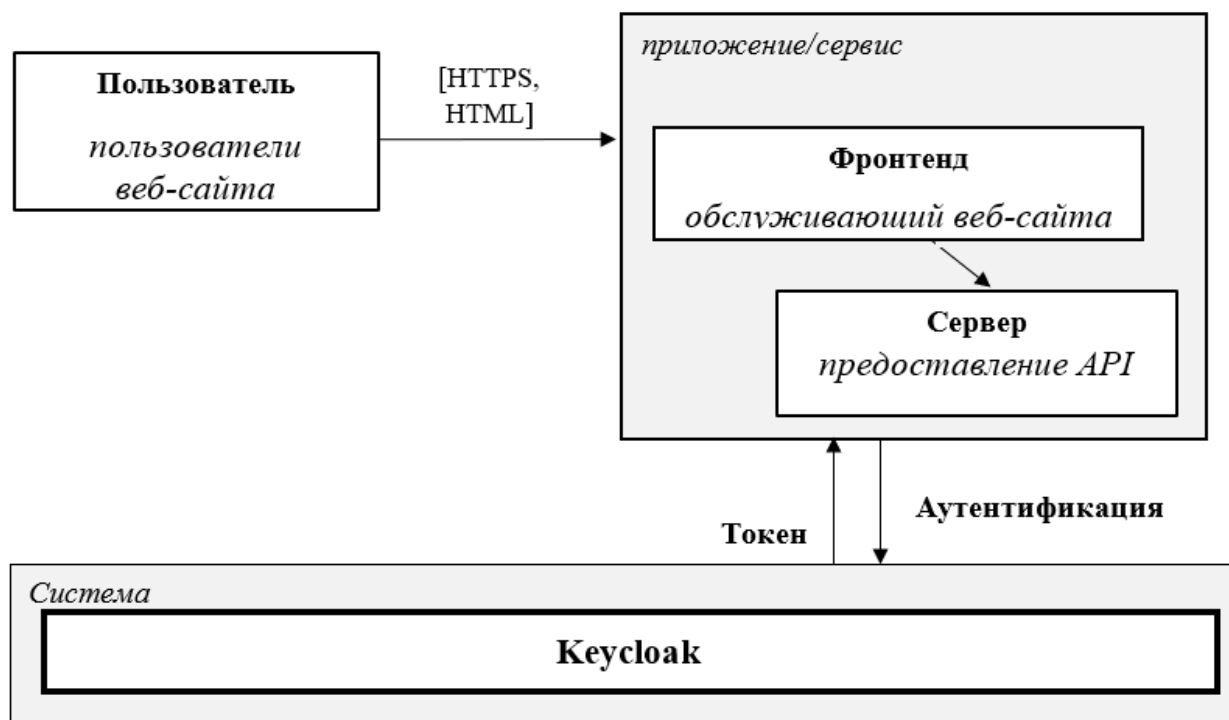 Пользователь
пользователи
веб-сайта
[HTTPS,
HTML]
приложение/сервис
Фронтенд
обслуживающий веб-сайта
Сервер
предоставление API
Токен
Аутентификация
Система
Keycloak